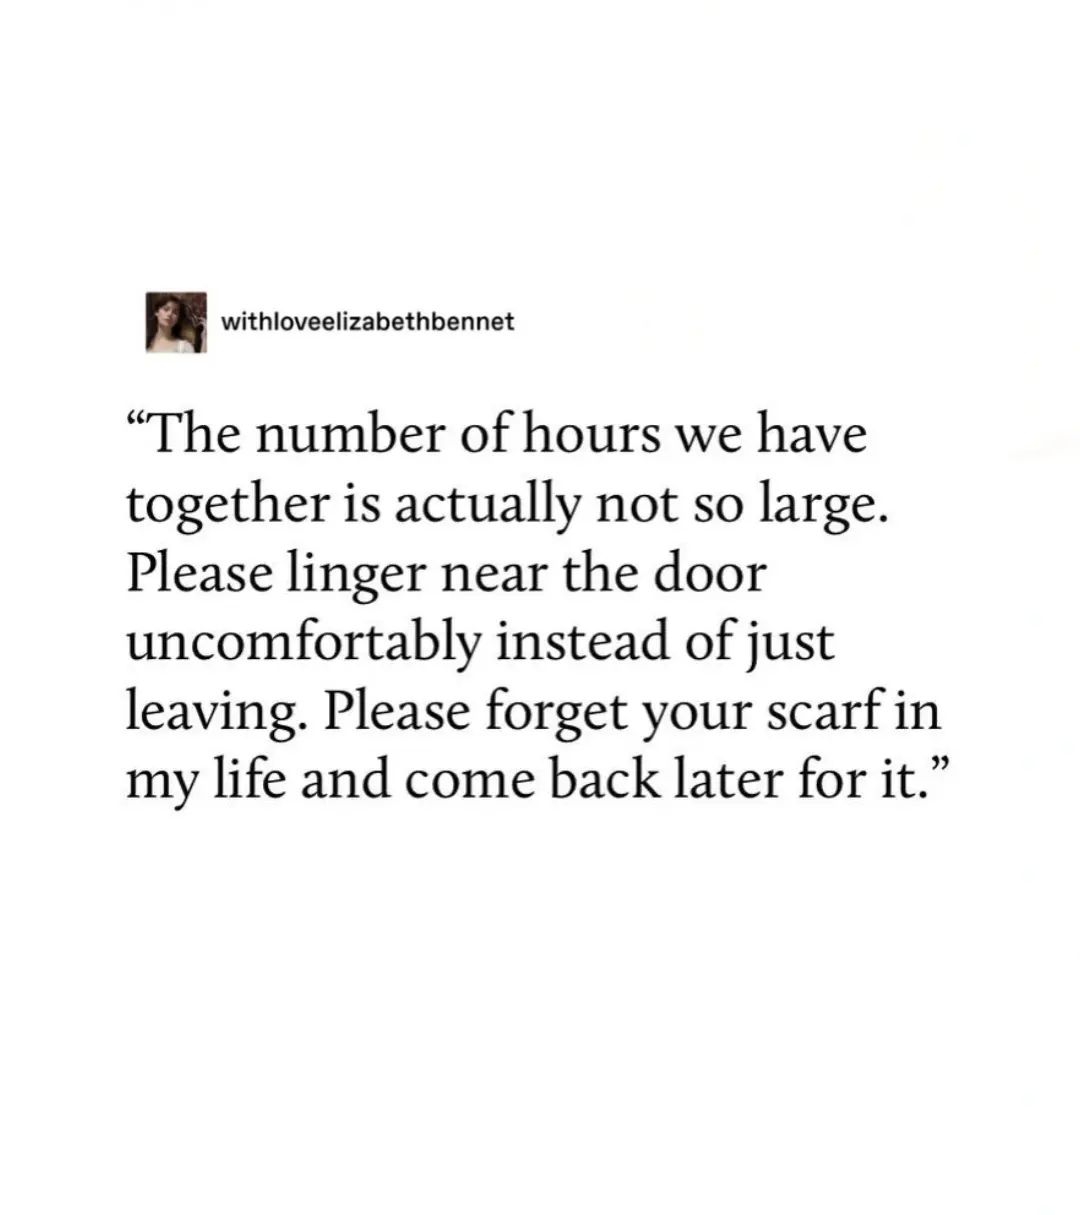 withloveelizabethbennet
“The number of hours we have
together is actually not so large.
Please linger near the door
uncomfortably instead of just
leaving. Please forget your scarf in
my life and come back later for it.”